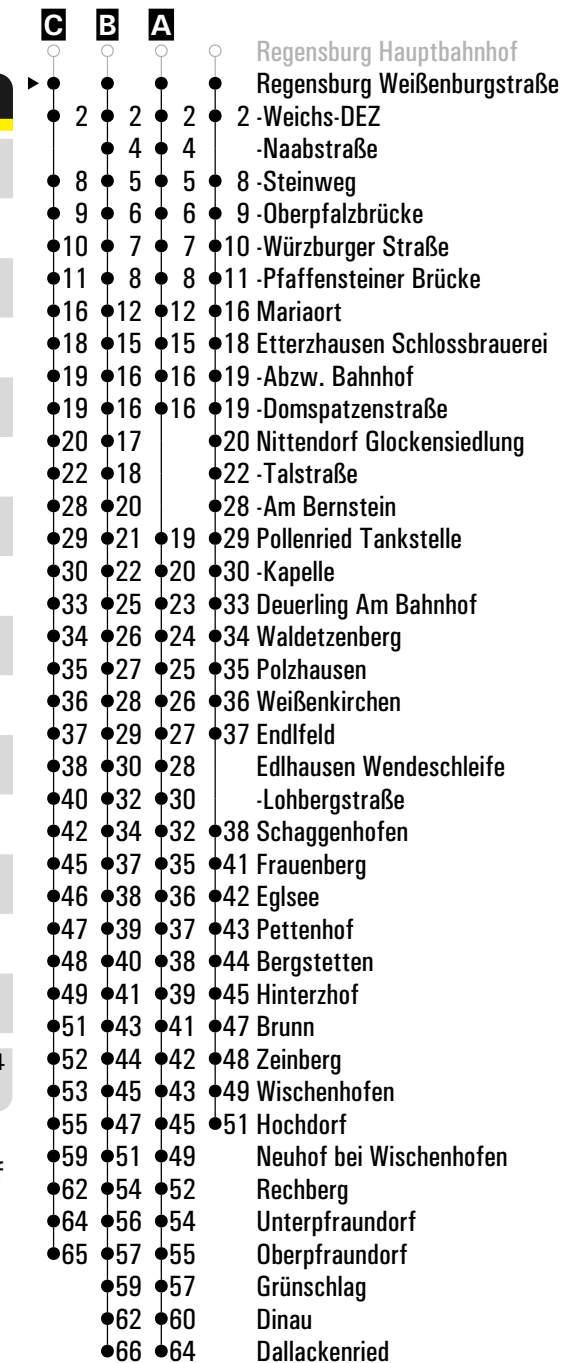 C B A
Regensburg Hauptbahnhof
Regensburg Weißenburgstraße
2 2 2 2 -Weichs-DEZ
4 4 -Naabstraße
8 5 5 8 -Steinweg
9 6 6 9 -Oberpfalzbrücke
10 7 7 10 -Würzburger Straße
11 8 8 11 -Pfaffensteiner Brücke
16 12 12 16 Mariaort
18 15 15 18 Etterzhausen Schlossbrauerei
19 16 16 19 -Abzw. Bahnhof
19 16 16 19 -Domspatzenstraße
20 17 20 Nittendorf Glockensiedlung
22 18 22 -Talstraße
28 20 28 -Am Bernstein
29 21 19 29 Pollenried Tankstelle
30 22 20 30 -Kapelle
33 25 23 33 Deuerling Am Bahnhof
34 26 24 34 Waldetzenberg
35 27 25 35 Polzhausen
36 28 26 36 Weißenkirchen
37 29 27 37 Endlfeld
38 30 28 Edlhausen Wendeschleife
40 32 30 -Lohbergstraße
42 34 32 38 Schaggenhofen
45 37 35 41 Frauenberg
46 38 36 42 Eglsee
47 39 37 43 Pettenhof
48 40 38 44 Bergstetten
49 41 39 45 Hinterzhof
51 43 41 47 Brunn
52 44 42 48 Zeinberg
53 45 43 49 Wischenhofen
55 47 45 51 Hochdorf
59 51 49 Neuhof bei Wischenhofen
62 54 52 Rechberg
64 56 54 Unterpfraundorf
65 57 55 Oberpfraundorf
59 57 Grünschlag
62 60 Dinau
66 64 Dallackenried